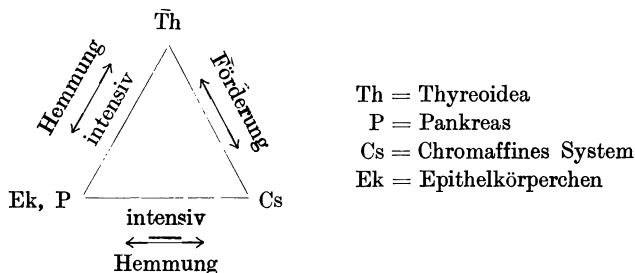 Th
Hemmung
intensiv
Förderung
Ek, P
Cs
intensiv
Hemmung
Th = Thyreoidea
P = Pankreas
Cs = Chromaffines System
Ek = Epithelkörperchen